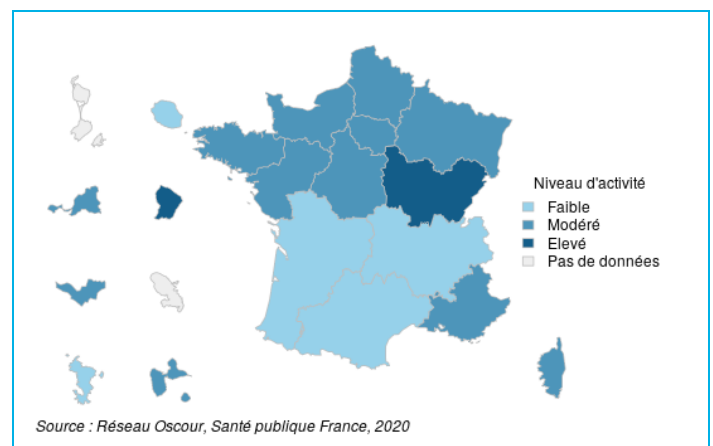 Niveau d'activité
Faible
Modéré
Elevé
Pas de données
Source : Réseau Oscour, Santé publique France, 2020